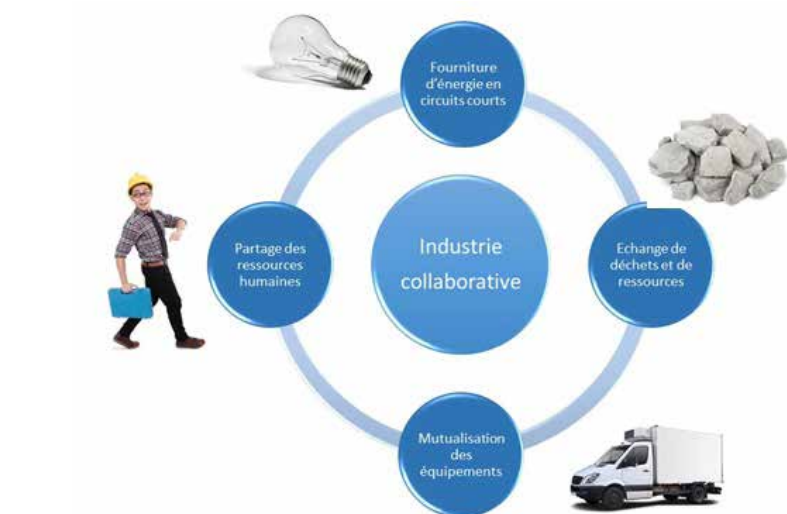 Fourniture
d'énergie en
circuits courts
Partage des
ressources
humaines
Industrie
collaborative
Echange de
déchets et de
ressources
Mutualisation
des
équipements